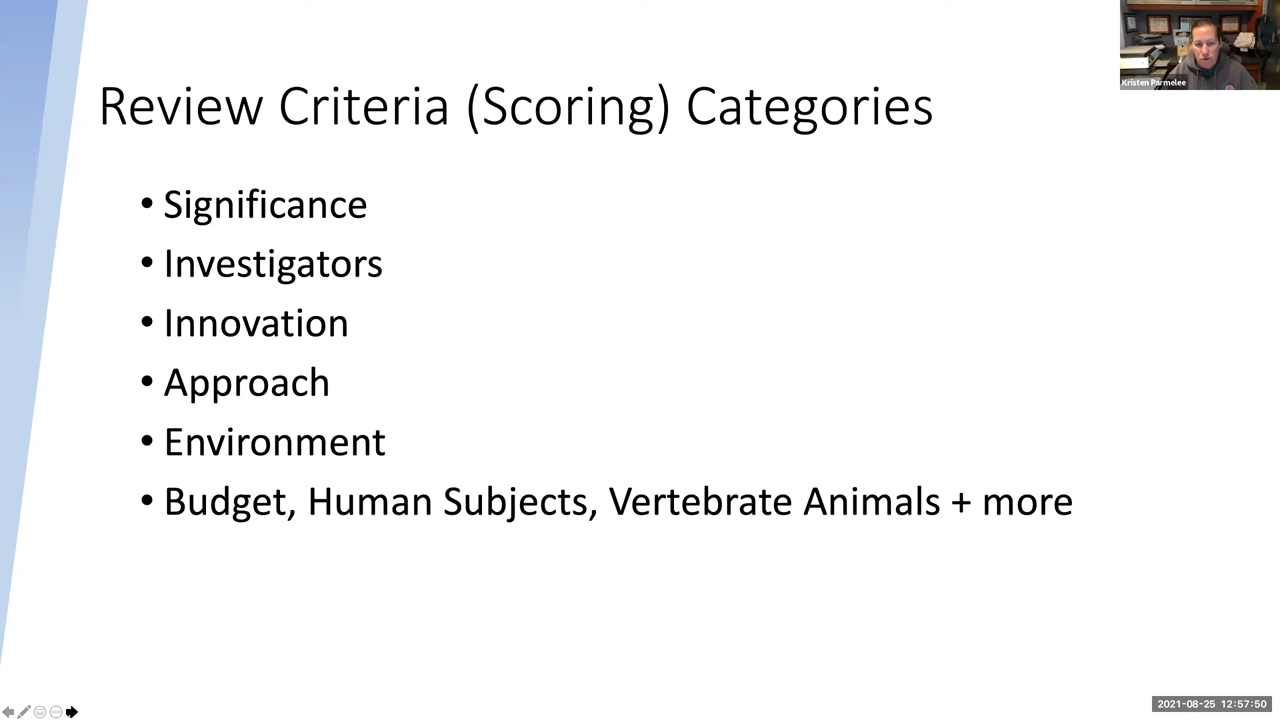 Kristen Parmelee
Review Criteria (Scoring) Categories
• Significance
• Investigators
• Innovation
• Approach
• Environment
• Budget, Human Subjects, Vertebrate Animals + more
2021-08-25 12:57:50